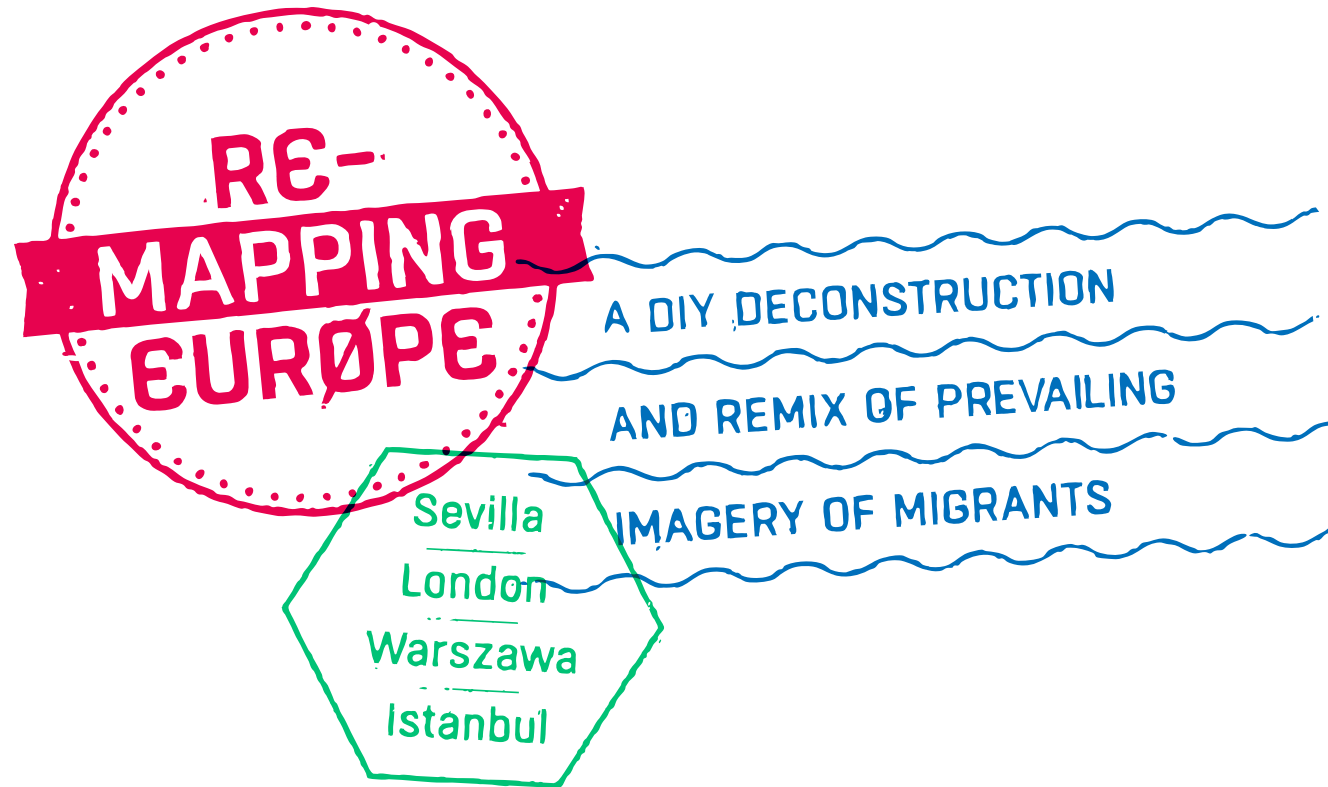 RE-
MAPPING
EURØPE
A DIY DECONSTRUCTION
AND REMIX OF PREVAILING
IMAGERY OF MIGRANTS
Sevilla
London
Warszawa
Istanbul